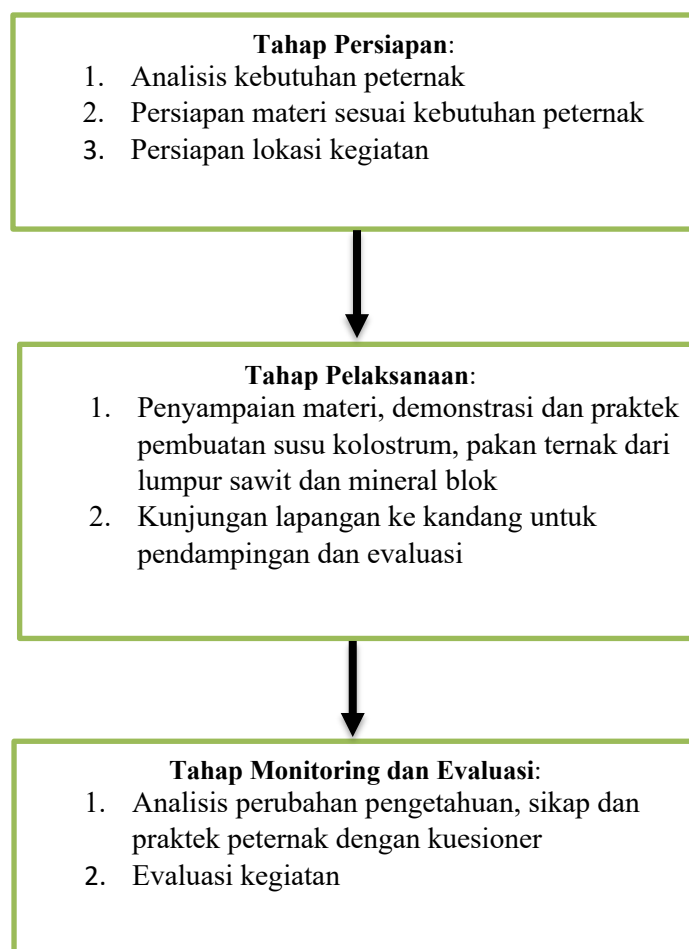 Tahap Persiapan:
1. Analisis kebutuhan peternak
2. Persiapan materi sesuai kebutuhan peternak
3. Persiapan lokasi kegiatan
Tahap Pelaksanaan:
1. Penyampaian materi, demonstrasi dan praktek
pembuatan susu kolostrum, pakan ternak dari
lumpur sawit dan mineral blok
2. Kunjungan lapangan ke kandang untuk
pendampingan dan evaluasi
Tahap Monitoring dan Evaluasi:
1. Analisis perubahan pengetahuan, sikap dan
praktek peternak dengan kuesioner
2. Evaluasi kegiatan